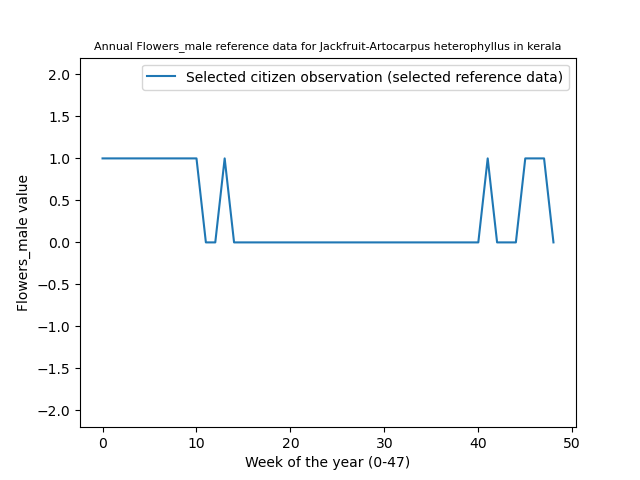 Annual Flowers_male reference data for Jackfruit-Artocarpus heterophyllus in kerala
Selected citizen observation (selected reference data)
2.0
1.5
1.0
0.5
0.0
−0.5
−1.0
−1.5
−2.0
Flowers_male value
0 10 20 30 40 50
Week of the year (0-47)